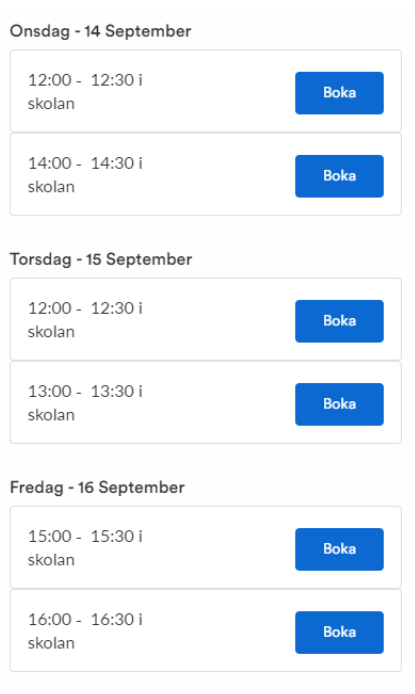 Onsdag - 14 September
12:00 - 12:30 i
skolan
Boka
14:00 - 14:30 i
skolan
Boka
Torsdag - 15 September
12:00 - 12:30 i
skolan
Boka
13:00 - 13:30 i
skolan
Boka
Fredag - 16 September
15:00 - 15:30 i
skolan
Boka
16:00 - 16:30 i
skolan
Boka